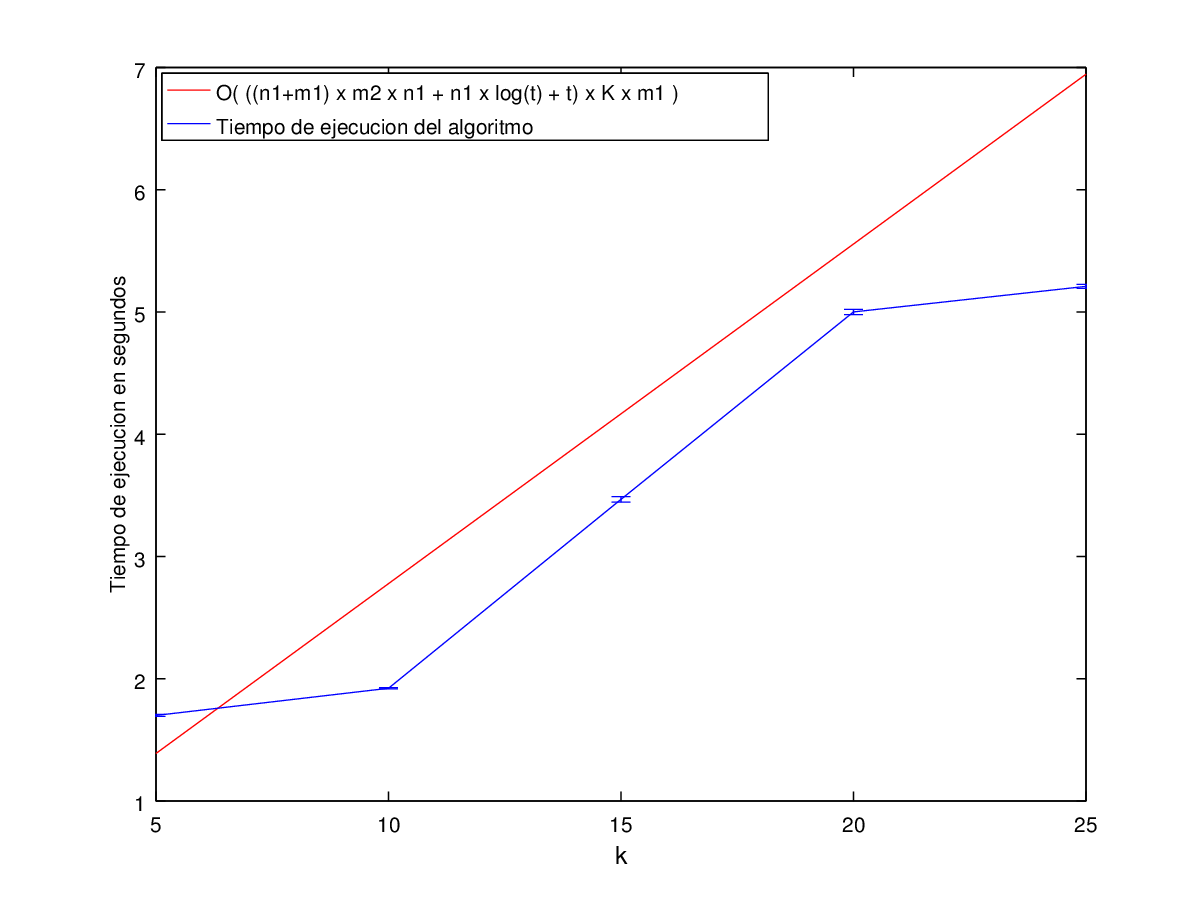 7
O( ((n1+m1) x m2 x n1 + n1 x log(t) + t) x K x m1 )
Tiempo de ejecucion del algoritmo
6
5
4
3
2
1
Tiempo de ejecucion en segundos
5 10 15 20 25
k